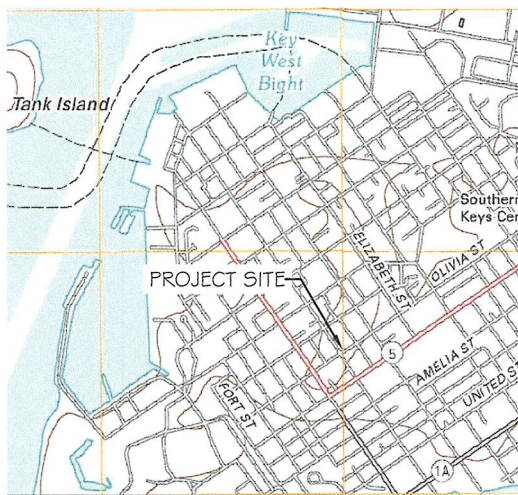 Key
West
Bight
Tank Island
Southern
Keys Cen
ELIZABETH ST
OLIVIA ST
PROJECT SITE
5
AMELIA ST
UNITED S
FORT ST
1A